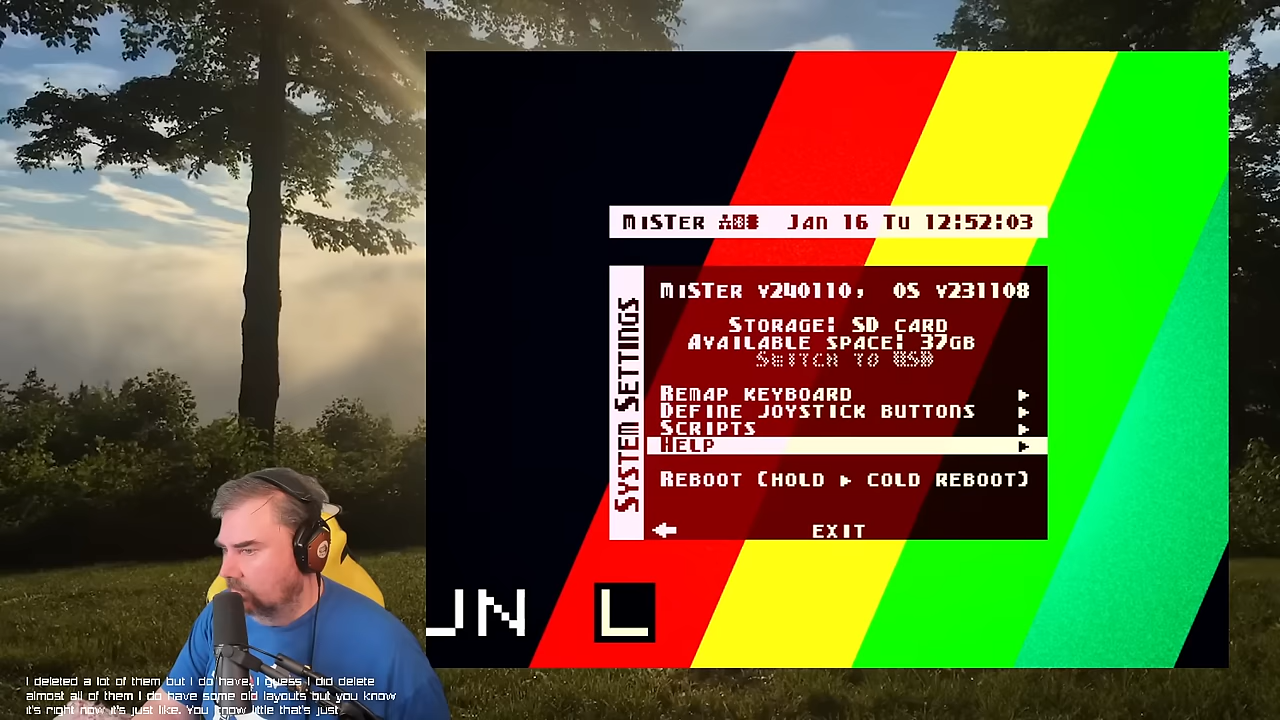 MiSTer Jan 16 Tu 12:52:03
System Settings
MiSTer v240110, OS v231108
Storage: SD card
Available space: 37GB
Switch to USB
Remap keyboard
Define joystick buttons
Scripts
Help
Reboot (hold ▸ cold reboot)
EXIT
UN L
I deleted a lot of them but I do have. I guess I did delete
almost all of them I do have some old layouts but you know
it's right now it's just like. You know little that's just